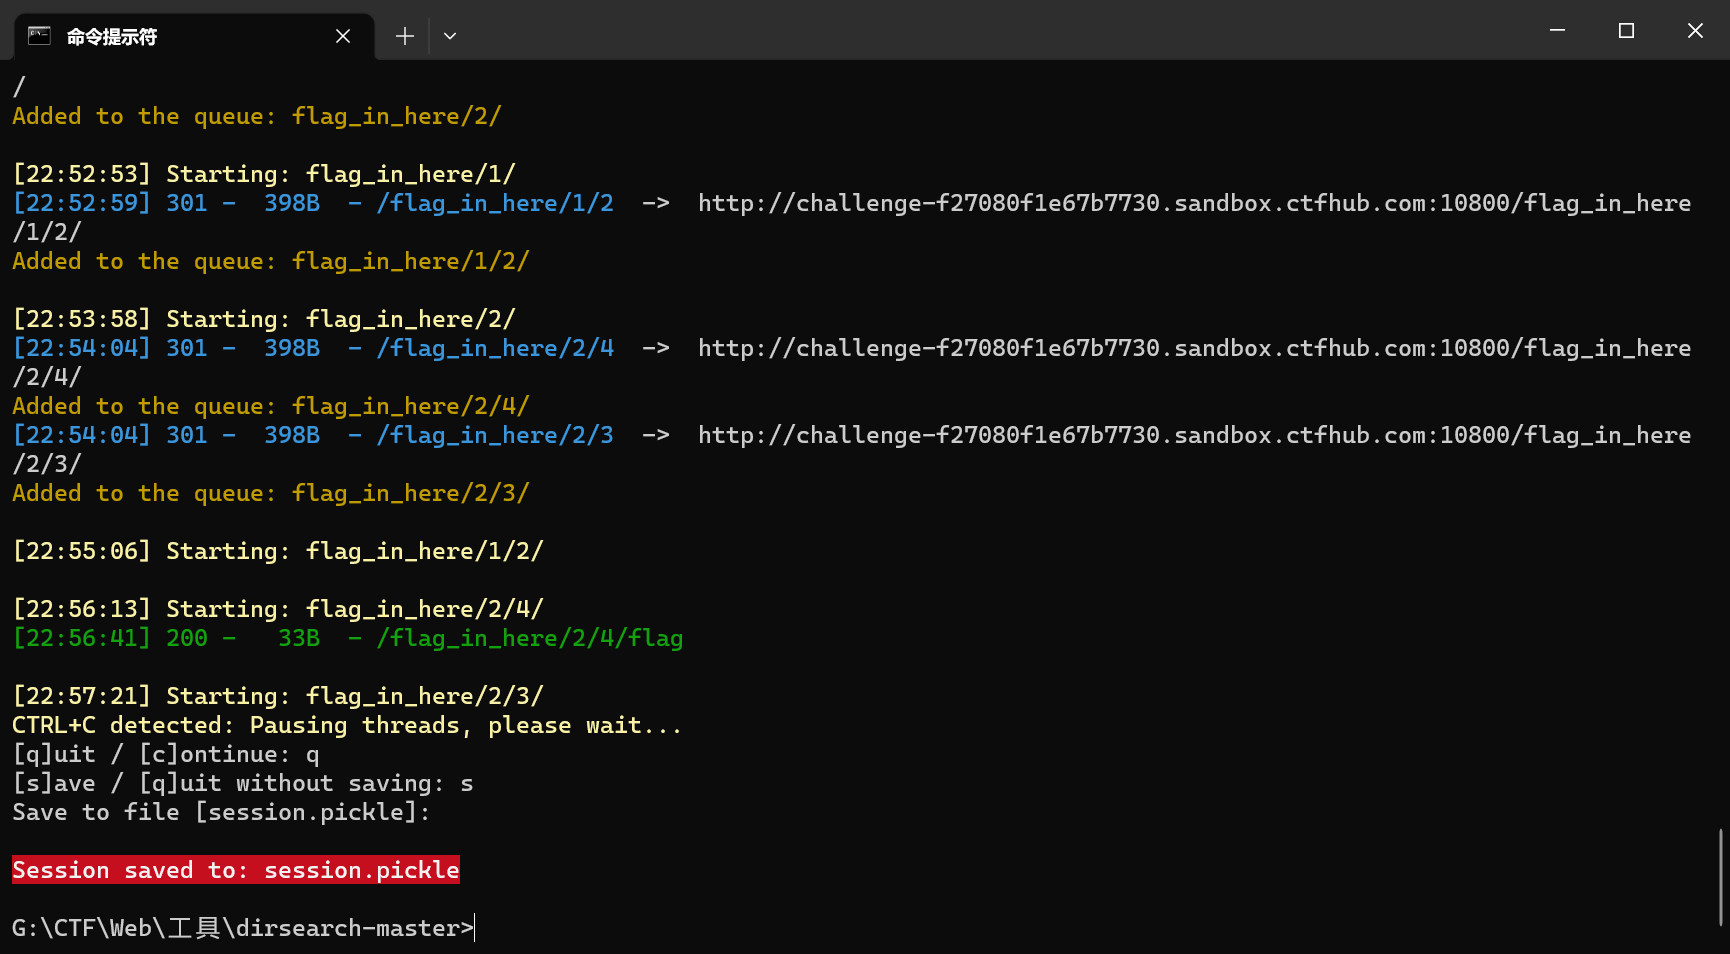 命令提示符
/
Added to the queue: flag_in_here/2/
[22:52:53] Starting: flag_in_here/1/
[22:52:59] 301 -  398B  - /flag_in_here/1/2  ->  http://challenge-f27080f1e67b7730.sandbox.ctfhub.com:10800/flag_in_here
/1/2/
Added to the queue: flag_in_here/1/2/
[22:53:58] Starting: flag_in_here/2/
[22:54:04] 301 -  398B  - /flag_in_here/2/4  ->  http://challenge-f27080f1e67b7730.sandbox.ctfhub.com:10800/flag_in_here
/2/4/
Added to the queue: flag_in_here/2/4/
[22:54:04] 301 -  398B  - /flag_in_here/2/3  ->  http://challenge-f27080f1e67b7730.sandbox.ctfhub.com:10800/flag_in_here
/2/3/
Added to the queue: flag_in_here/2/3/
[22:55:06] Starting: flag_in_here/1/2/
[22:56:13] Starting: flag_in_here/2/4/
[22:56:41] 200 -   33B  - /flag_in_here/2/4/flag
[22:57:21] Starting: flag_in_here/2/3/
CTRL+C detected: Pausing threads, please wait...
[q]uit / [c]ontinue: q
[s]ave / [q]uit without saving: s
Save to file [session.pickle]:
Session saved to: session.pickle
G:\CTF\Web\工具\dirsearch-master>